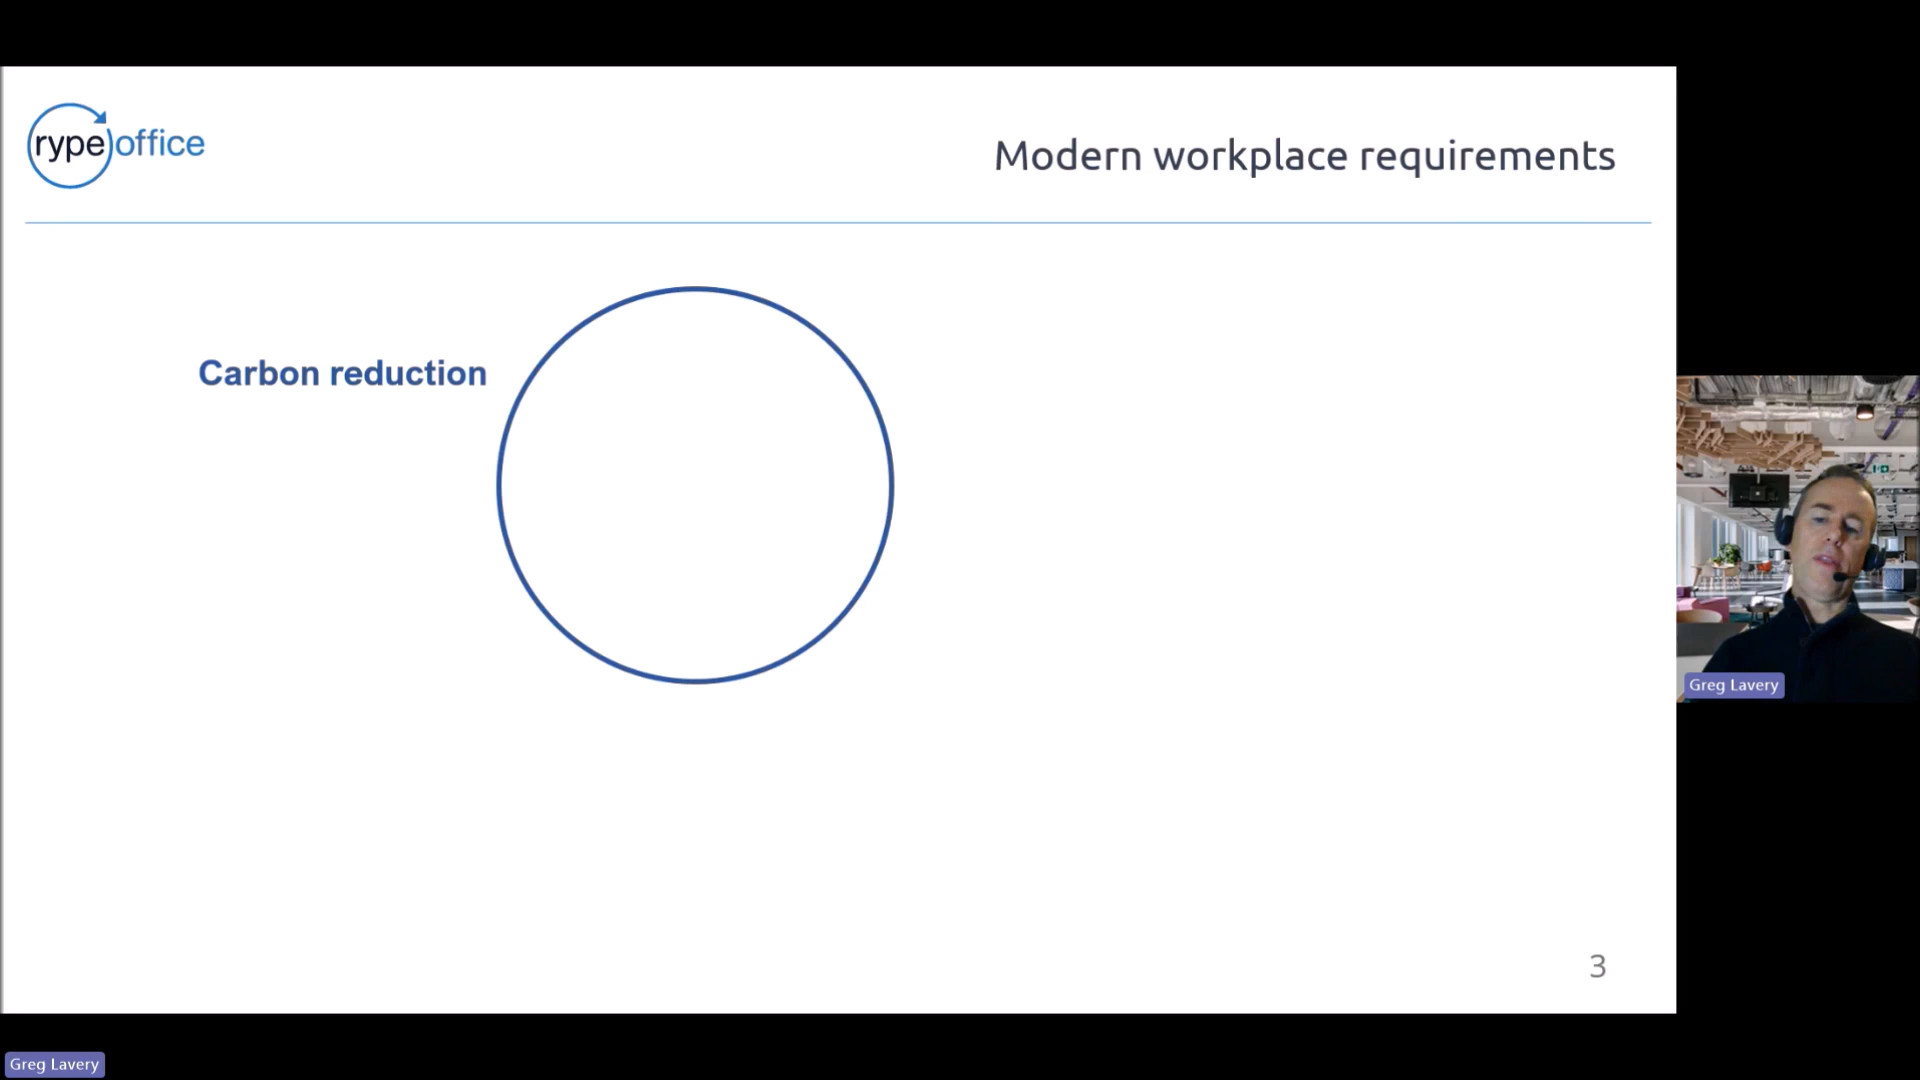 rype office
Modern workplace requirements
Carbon reduction
Greg Lavery
3
Greg Lavery